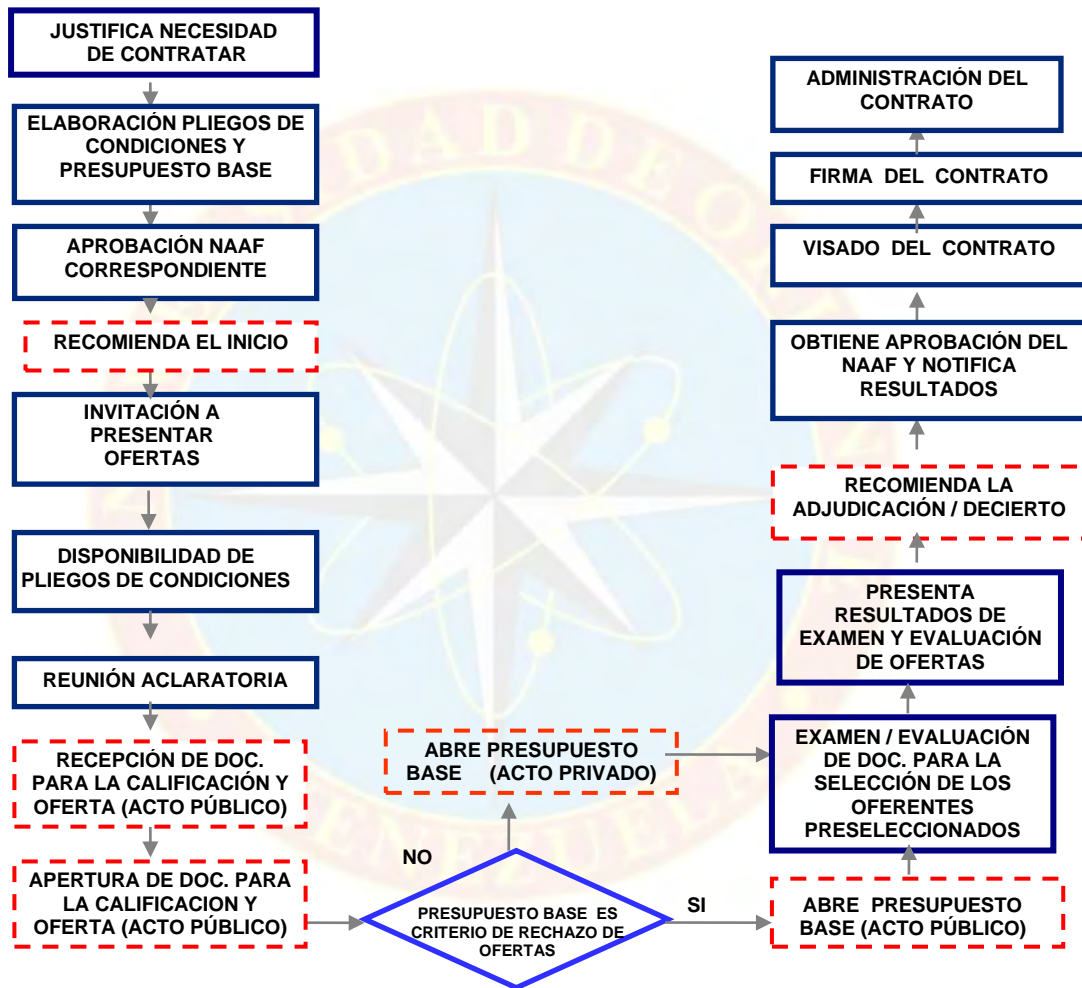 JUSTIFICA NECESIDAD
DE CONTRATAR
ELABORACIÓN PLIEGOS DE
CONDICIONES Y
PRESUPUESTO BASE
APROBACIÓN NAAF
CORRESPONDIENTE
RECOMIENDA EL INICIO
INVITACIÓN A
PRESENTAR
OFERTAS
DISPONIBILIDAD DE
PLIEGOS DE CONDICIONES
REUNIÓN ACLARATORIA
RECEPCIÓN DE DOC.
PARA LA CALIFICACIÓN Y
OFERTA (ACTO PÚBLICO)
APERTURA DE DOC. PARA
LA CALIFICACION Y
OFERTA (ACTO PÚBLICO)
PRESUPUESTO BASE ES
CRITERIO DE RECHAZO DE
OFERTAS
NO
ABRE PRESUPUESTO
BASE (ACTO PRIVADO)
SI
ABRE PRESUPUESTO
BASE (ACTO PÚBLICO)
EXAMEN / EVALUACIÓN
DE DOC. PARA LA
SELECCIÓN DE LOS
OFERENTES
PRESELECCIONADOS
PRESENTA
RESULTADOS DE
EXAMEN Y EVALUACIÓN
DE OFERTAS
RECOMIENDA LA
ADJUDICACIÓN / DECIERTO
OBTIENE APROBACIÓN DEL
NAAF Y NOTIFICA
RESULTADOS
VISADO DEL CONTRATO
FIRMA DEL CONTRATO
ADMINISTRACIÓN DEL
CONTRATO
VENEZUELA